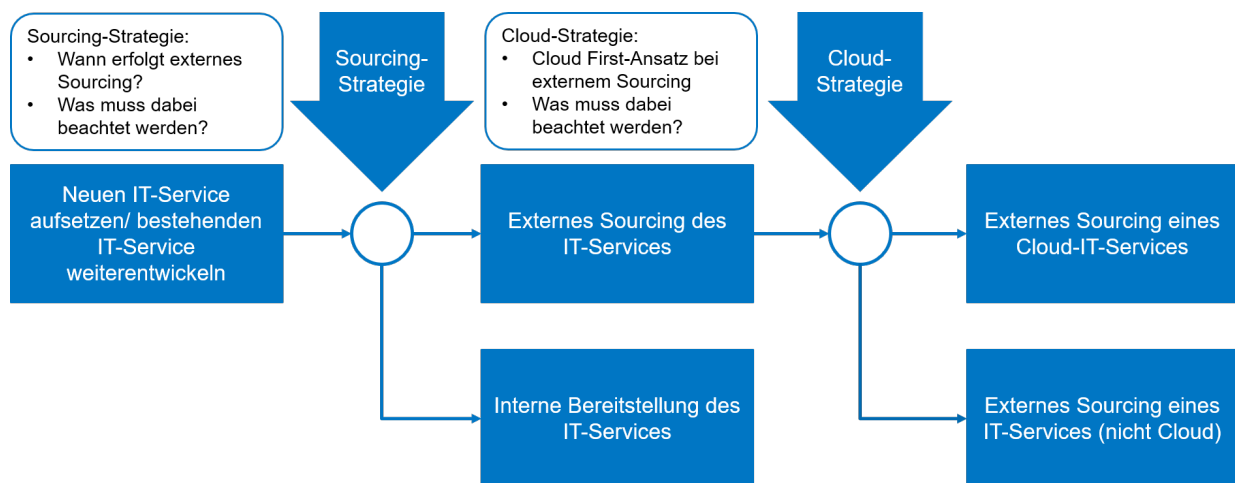 Sourcing-Strategie:
• Wann erfolgt externes
Sourcing?
• Was muss dabei
beachtet werden?
Sourcing-
Strategie
Cloud-Strategie:
• Cloud First-Ansatz bei
externem Sourcing
• Was muss dabei
beachtet werden?
Cloud-
Strategie
Neuen IT-Service
aufsetzen/ bestehenden
IT-Service
weiterentwickeln
Externes Sourcing des
IT-Services
Externes Sourcing eines
Cloud-IT-Services
Interne Bereitstellung des
IT-Services
Externes Sourcing eines
IT-Services (nicht Cloud)